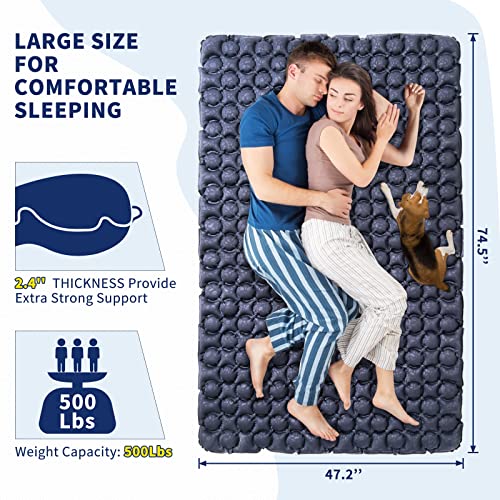 LARGE SIZE
FOR
COMFORTABLE
SLEEPING
2.4'' THICKNESS Provide
Extra Strong Support
500
Lbs
Weight Capacity: 500Lbs
74.5''
47.2''